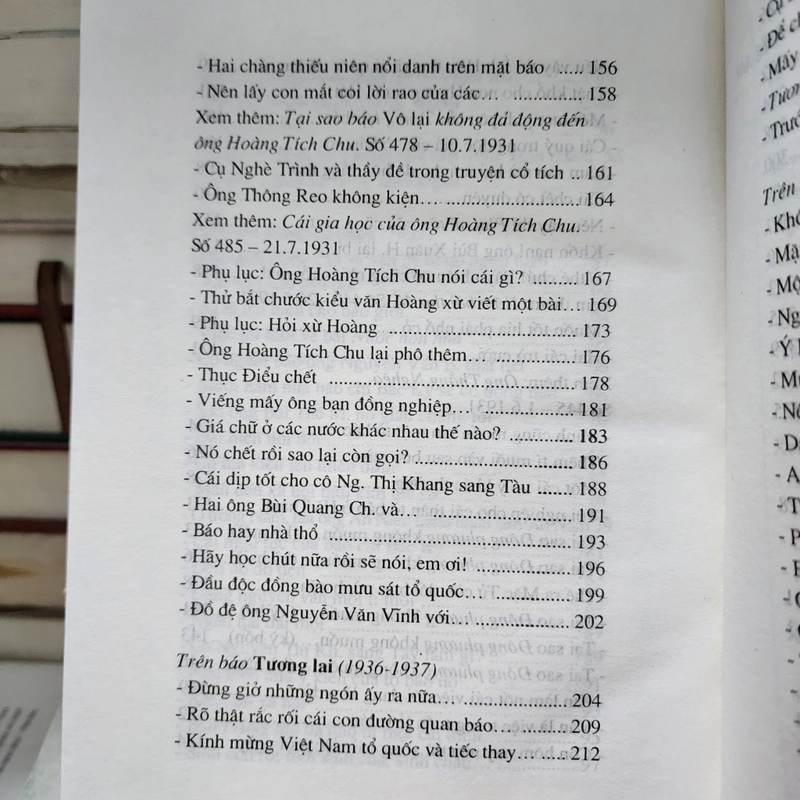 - Hai chàng thiếu niên nổi danh trên mặt báo ..... 156
- Nên lấy con mắt coi lời rao của các… .............. 158
Xem thêm: Tại sao báo Vô lại không đả động đến
ông Hoàng Tích Chu. Số 478 – 10.7.1931
- Cụ Nghè Trình và thầy đề trong truyện cổ tích .. 161
- Ông Thông Reo không kiện… ....................... 164
Xem thêm: Cái gia học của ông Hoàng Tích Chu.
Số 485 – 21.7.1931
- Phụ lục: Ông Hoàng Tích Chu nói cái gì? ......... 167
- Thử bắt chước kiểu văn Hoàng xừ viết một bài.. 169
- Phụ lục: Hỏi xừ Hoàng ................................ 173
- Ông Hoàng Tích Chu lại phô thêm… ............... 176
- Thục Điểu chết .......................................... 178
- Viếng mấy ông bạn đồng nghiệp… ................ 181
- Giá chữ ở các nước khác nhau thế nào? ............ 183
- Nó chết rồi sao lại còn gọi? ........................... 186
- Cái dịp tốt cho cô Ng. Thị Khang sang Tàu ...... 188
- Hai ông Bùi Quang Ch. và… .......................... 191
- Báo hay nhà thổ ......................................... 193
- Hãy học chút nữa rồi sẽ nói, em ơi! ................. 196
- Đầu độc đồng bào mưu sát tổ quốc… ............... 199
- Đồ đệ ông Nguyễn Văn Vĩnh với… ................. 202
Trên báo Tương lai (1936-1937)
- Đừng giở những ngón ấy ra nữa… .................. 204
- Rõ thật rắc rối cái con đường quan báo… ......... 209
- Kính mừng Việt Nam tổ quốc và tiếc thay… ..... 212
- Để
- Mấy
- Tương
Trên
- Khô
- Một
- Ý